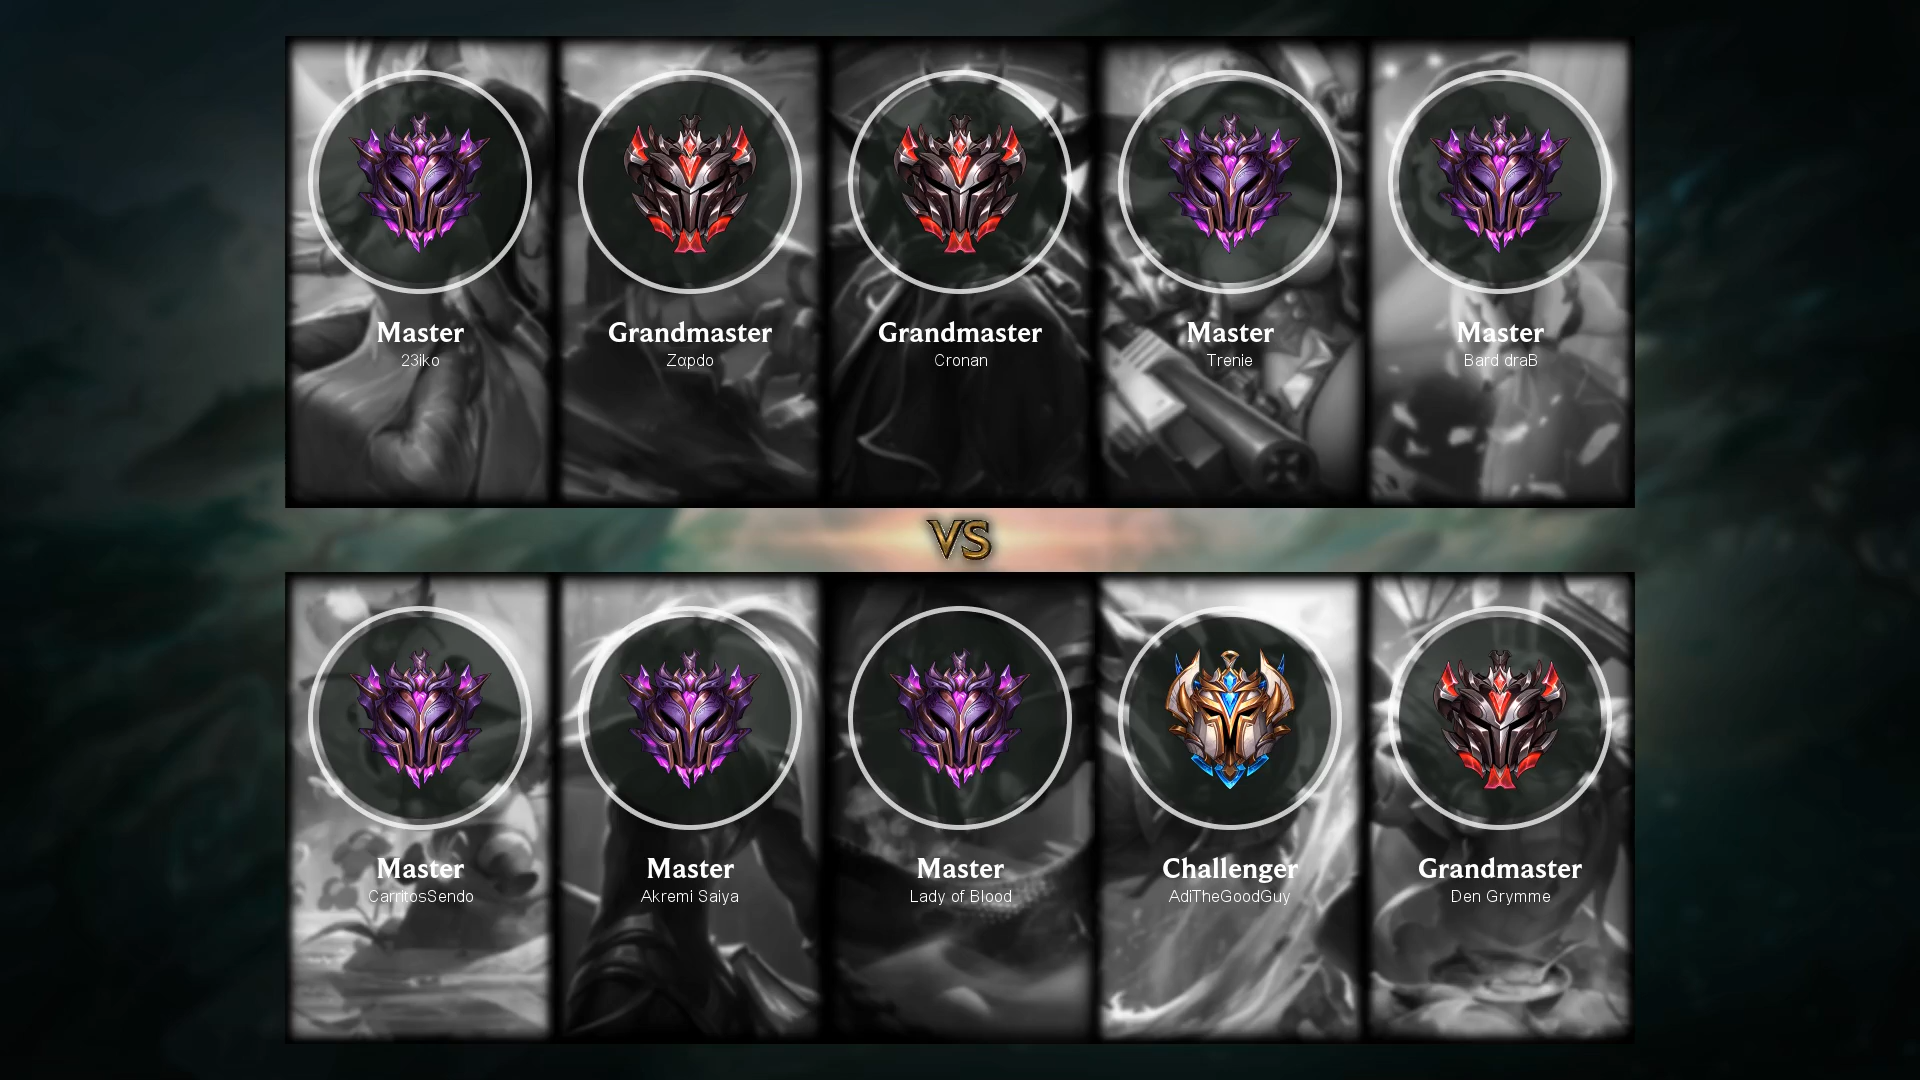 Master
23iko
Grandmaster
Zαpdo
Grandmaster
Cronan
Master
Trenie
Master
Bard draB
VS
Master
CarritosSendo
Master
Akremi Saiya
Master
Lady of Blood
Challenger
AdiTheGoodGuy
Grandmaster
Den Grymme